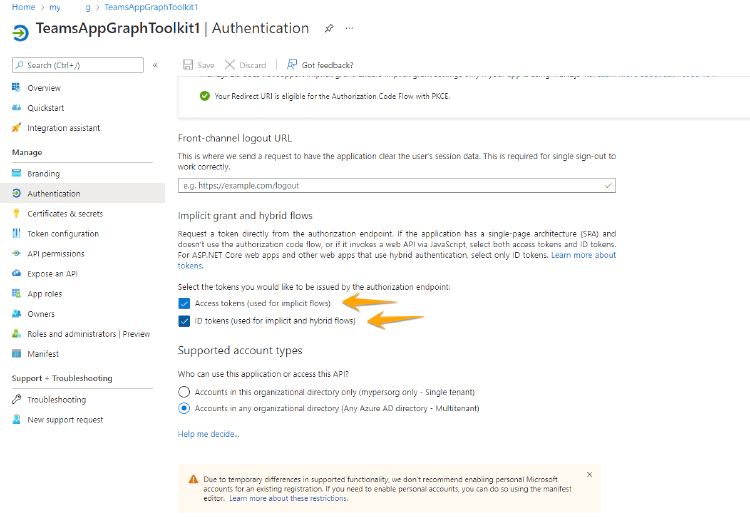 Home > my g > TeamsAppGraphToolkit1
TeamsAppGraphToolkit1 | Authentication
Search (Ctrl+/)
«
Save
Discard
Got feedback?
Overview
Quickstart
Integration assistant
Manage
Branding
Authentication
Certificates & secrets
Token configuration
API permissions
Expose an API
App roles
Owners
Roles and administrators | Preview
Manifest
Support + Troubleshooting
Troubleshooting
New support request
Your Redirect URI is eligible for the Authorization Code Flow with PKCE.
Front-channel logout URL
This is where we send a request to have the application clear the user's session data. This is required for single sign-out to
work correctly.
e.g. https://example.com/logout
Implicit grant and hybrid flows
Request a token directly from the authorization endpoint. If the application has a single-page architecture (SPA) and
doesn't use the authorization code flow, or if it invokes a web API via JavaScript, select both access tokens and ID tokens.
For ASP.NET Core web apps and other web apps that use hybrid authentication, select only ID tokens. Learn more about
tokens.
Select the tokens you would like to be issued by the authorization endpoint:
Access tokens (used for implicit flows)
ID tokens (used for implicit and hybrid flows)
Supported account types
Who can use this application or access this API?
Accounts in this organizational directory only (mypersorg only - Single tenant)
Accounts in any organizational directory (Any Azure AD directory - Multitenant)
Help me decide...
Due to temporary differences in supported functionality, we don't recommend enabling personal Microsoft
accounts for an existing registration. If you need to enable personal accounts, you can do so using the manifest
editor. Learn more about these restrictions.